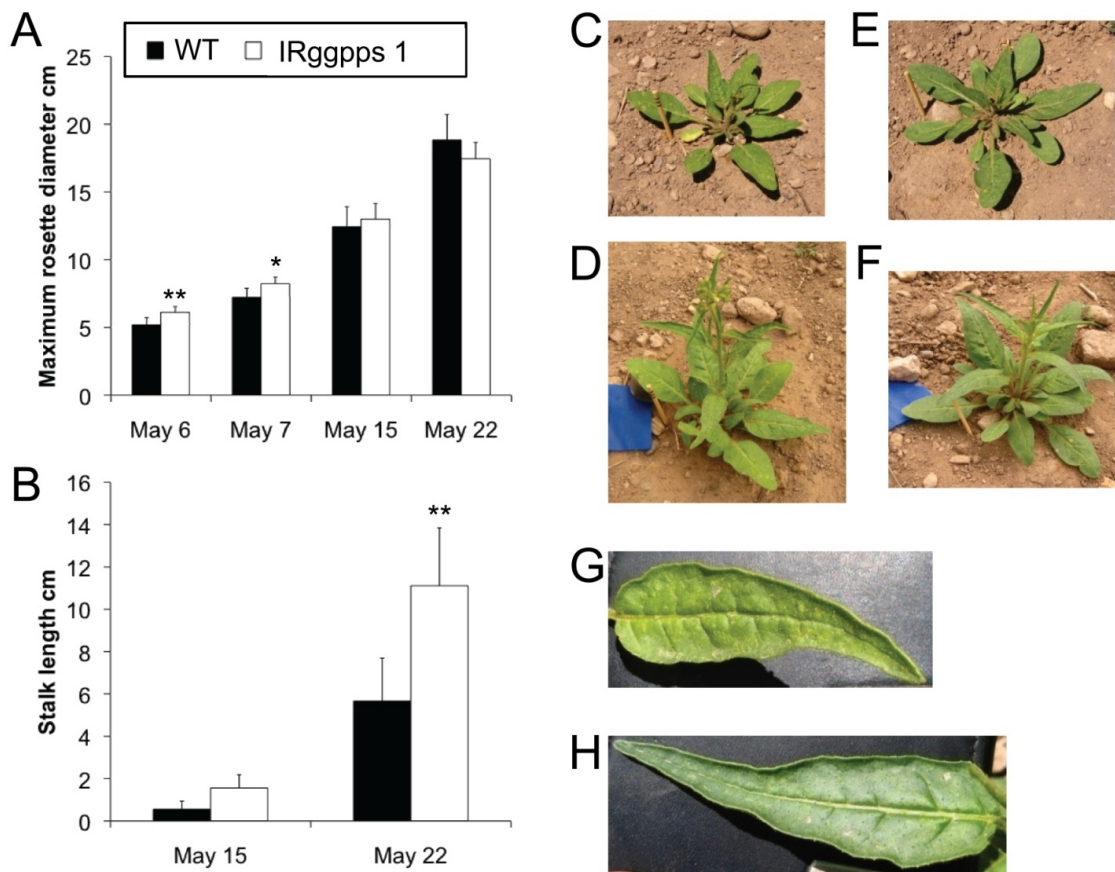 A
WT IRggpps 1
Maximum rosette diameter cm
25
20
15
10
5
0
** * 
May 6 May 7 May 15 May 22
B
Stalk length cm
16
14
12
10
8
6
4
2
0
**
May 15 May 22
C
E
D
F
G
H